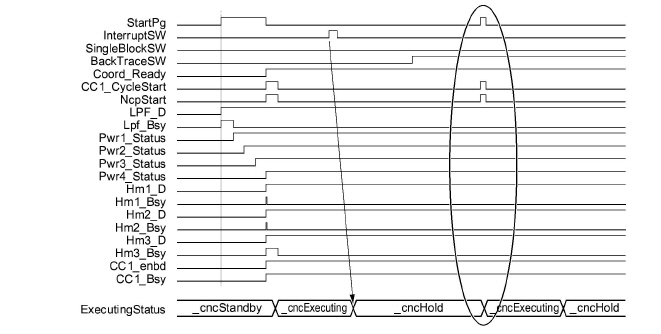 StartPg
InterruptSW
SingleBlockSW
BackTraceSW
Coord_Ready
CC1_CycleStart
NcpStart
LPF_D
Lpf_Bsy
Pwr1_Status
Pwr2_Status
Pwr3_Status
Pwr4_Status
Hm1_D
Hm1_Bsy
Hm2_D
Hm2_Bsy
Hm3_D
Hm3_Bsy
CC1_enbd
CC1_Bsy
ExecutingStatus _cncStandby _cncExecuting _cncHold _cncExecuting _cncHold